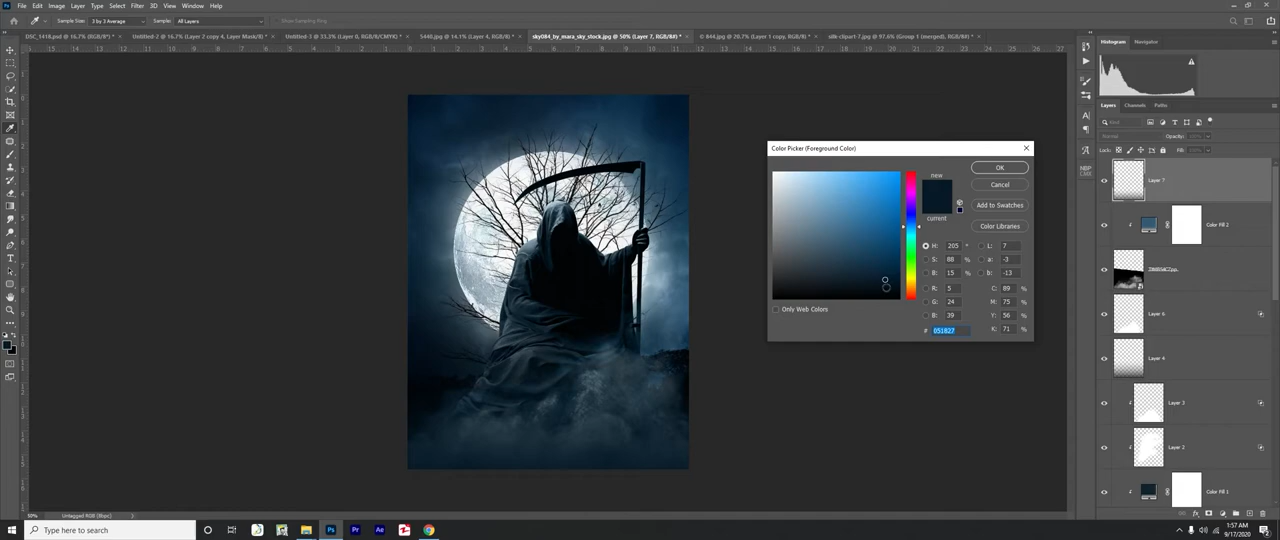 File Edit Image Layer Type Select Filter 3D View Window Help
Sample Size: 3 by 3 Average Sample: All Layers Show Sampling Ring
DSC_1418.psd @ 16.7% (RGB/8*) * × Untitled-2 @ 16.7% (Layer 2 copy 4, Layer Mask/8) * × Untitled-5 @ 33.3% (RGB/CMYK) * × 5448.jpg @ 14.1% (Layer 4, RGB/8) * × sky084_by_mara_sky_stock.jpg @ 50% (Layer 7, RGB/8#) * × © 844.jpg @ 20.7% (Layer 1 copy, RGB/8#) * × silk-clipart-7.jpg @ 97.6% (Group 1 (merged), RGB/8#) * ×
Histogram Navigator
Layers Channels Paths
Kind
Normal Opacity: 100%
Lock: Fill: 100%
Layer 7
Color Fill 2
Layer 6
Layer 4
Layer 3
Layer 2
Color Fill 1
Color Picker (Foreground Color)
new
current
OK
Cancel
Add to Swatches
Color Libraries
H: 205 ° L: 7
S: 88 % a: -3
B: 15 % b: -13
R: 5 C: 89 %
G: 24 M: 75 %
B: 39 Y: 56 %
# 051827 K: 71 %
Only Web Colors
50% Untagged RGB (8bpc)
Type here to search
1:57 AM
9/17/2020